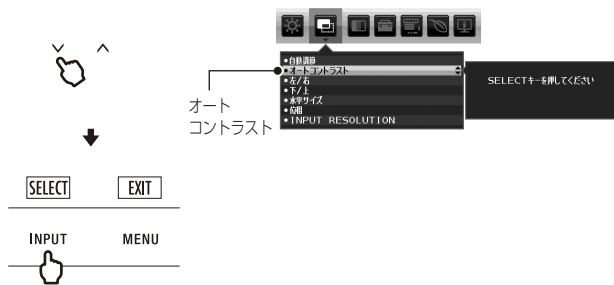 •自動調節
•オートコントラスト
•左/右
•下/上
•水平サイズ
•位相
•INPUT RESOLUTION
SELECTキーを押してください
オート
コントラスト
SELECT EXIT
INPUT MENU